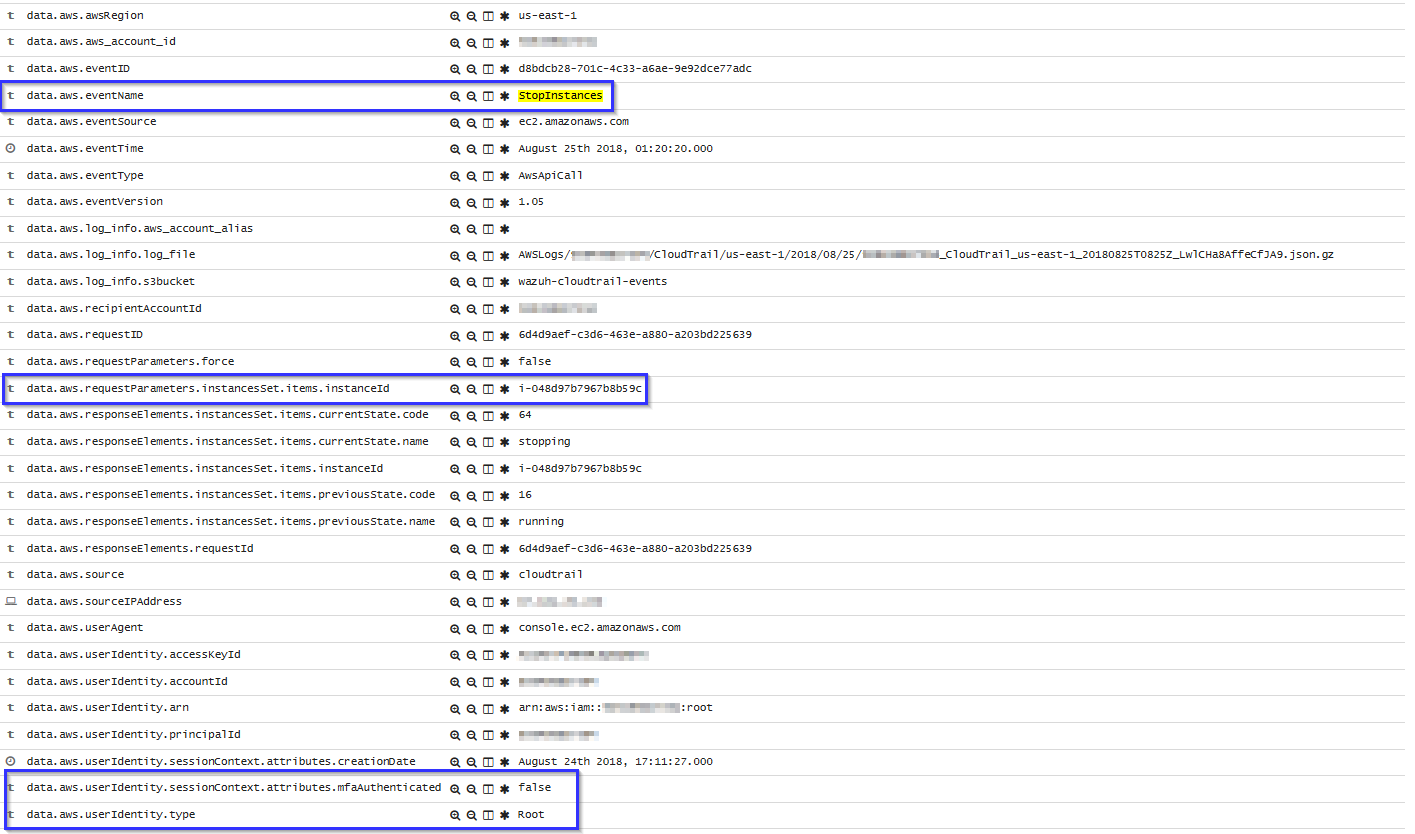 t data.aws.awsRegion us-east-1
t data.aws.aws_account_id
t data.aws.eventID d8bdcb28-701c-4c33-a6ae-9e92dce77adc
t data.aws.eventName StopInstances
t data.aws.eventSource ec2.amazonaws.com
data.aws.eventTime August 25th 2018, 01:20:20.000
t data.aws.eventType AwsApiCall
t data.aws.eventVersion 1.05
t data.aws.log_info.aws_account_alias
t data.aws.log_info.log_file AWSLogs/ /CloudTrail/us-east-1/2018/08/25/ _CloudTrail_us-east-1_20180825T0825Z_LwlCHa8AffeCfJA9.json.gz
t data.aws.log_info.s3bucket wazuh-cloudtrail-events
t data.aws.recipientAccountId
t data.aws.requestID 6d4d9aef-c3d6-463e-a880-a203bd225639
t data.aws.requestParameters.force false
t data.aws.requestParameters.instancesSet.items.instanceId i-048d97b7967b8b59c
t data.aws.responseElements.instancesSet.items.currentState.code 64
t data.aws.responseElements.instancesSet.items.currentState.name stopping
t data.aws.responseElements.instancesSet.items.instanceId i-048d97b7967b8b59c
t data.aws.responseElements.instancesSet.items.previousState.code 16
t data.aws.responseElements.instancesSet.items.previousState.name running
t data.aws.responseElements.requestId 6d4d9aef-c3d6-463e-a880-a203bd225639
t data.aws.source cloudtrail
data.aws.sourceIPAddress
t data.aws.userAgent console.ec2.amazonaws.com
t data.aws.userIdentity.accessKeyId
t data.aws.userIdentity.accountId
t data.aws.userIdentity.arn arn:aws:iam:: :root
t data.aws.userIdentity.principalId
data.aws.userIdentity.sessionContext.attributes.creationDate August 24th 2018, 17:11:27.000
t data.aws.userIdentity.sessionContext.attributes.mfaAuthenticated false
t data.aws.userIdentity.type Root